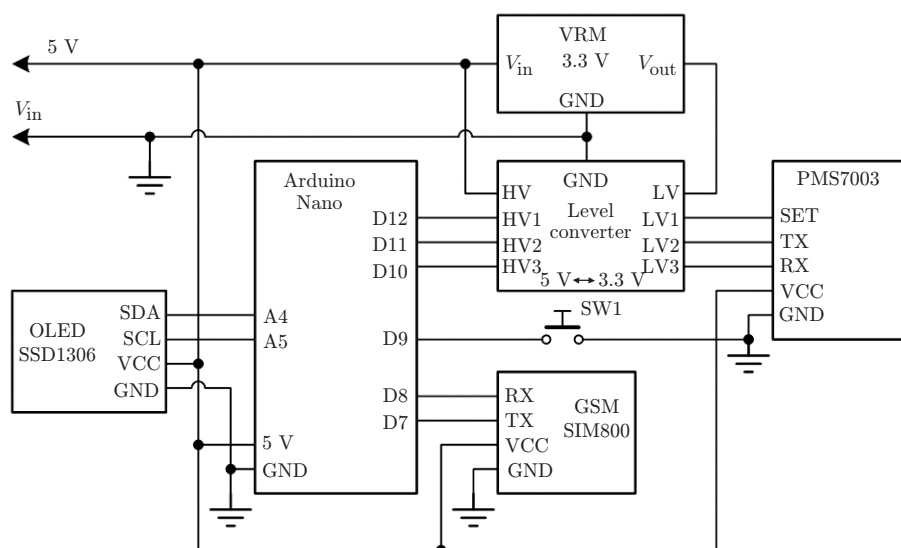 5 V
VRM
3.3 V
Vin
Vout
GND
Vin
Arduino
Nano
D12
D11
D10
A4
A5
D9
D8
D7
5 V
GND
GND
HV
LV
HV1
Level
LV1
HV2
converter
LV2
HV3
LV3
5 V 3.3 V
PMS7003
SET
TX
RX
VCC
GND
SW1
OLED
SSD1306
SDA
SCL
VCC
GND
RX
TX
VCC
GND
GSM
SIM800